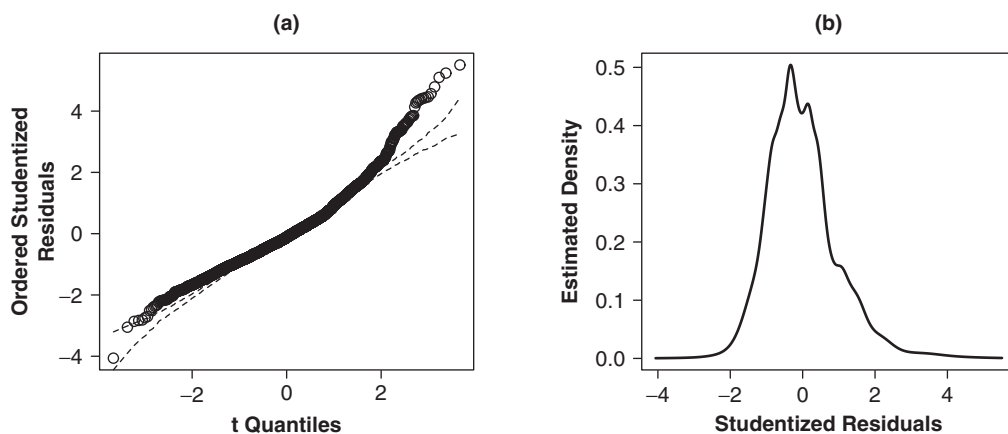 (a)
Ordered Studentized
Residuals
4
2
0
−2
−4
−2 0 2
t Quantiles
(b)
Estimated Density
0.5
0.4
0.3
0.2
0.1
0.0
−4 −2 0 2 4
Studentized Residuals